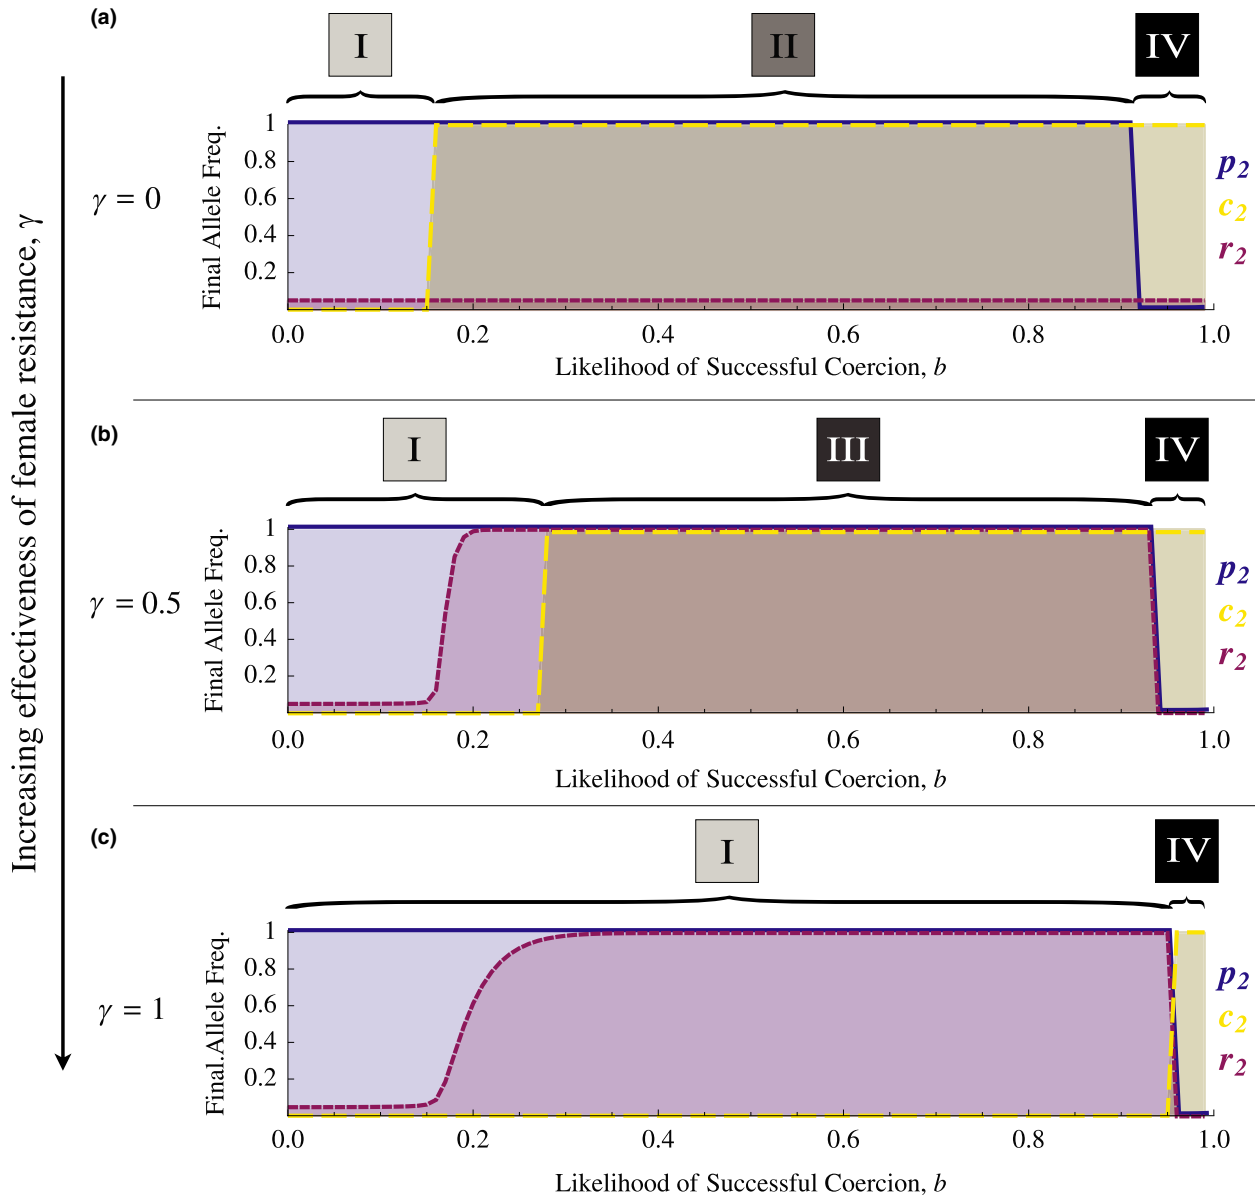 Increasing effectiveness of female resistance, γ
(a)
I II IV
γ = 0
Final Allele Freq.
1
0.8
0.6
0.4
0.2
0.0 0.2 0.4 0.6 0.8 1.0
Likelihood of Successful Coercion, b
p2
c2
r2
(b)
I III IV
γ = 0.5
Final Allele Freq.
1
0.8
0.6
0.4
0.2
0.0 0.2 0.4 0.6 0.8 1.0
Likelihood of Successful Coercion, b
p2
c2
r2
(c)
I IV
γ = 1
Final.Allele Freq.
1
0.8
0.6
0.4
0.2
0.0 0.2 0.4 0.6 0.8 1.0
Likelihood of Successful Coercion, b
p2
c2
r2